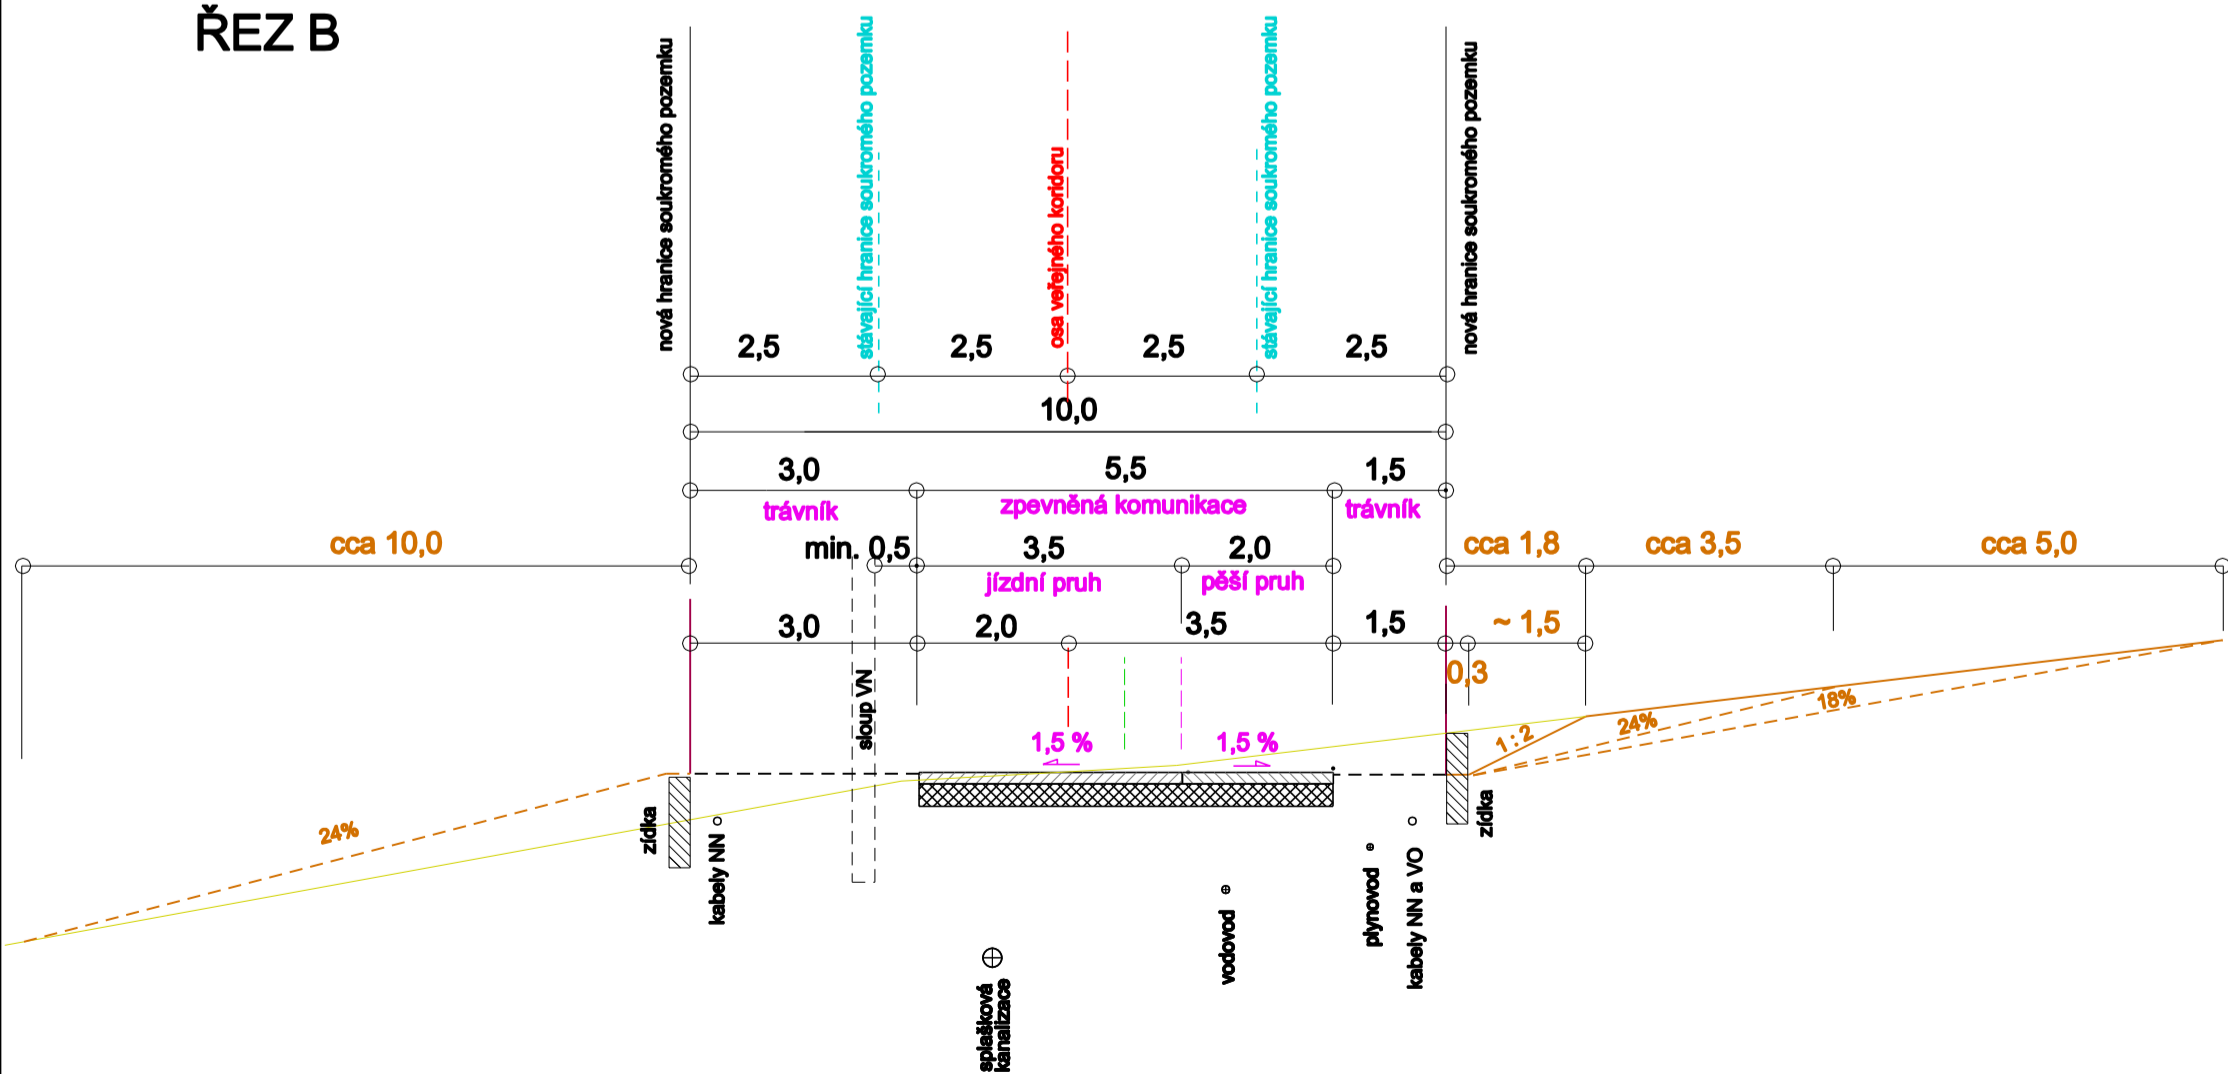 ŘEZ B
nová hranice soukromého pozemku
stávající hranice soukromého pozemku
osa veřejného koridoru
stávající hranice soukromého pozemku
nová hranice soukromého pozemku
2,5
2,5
2,5
2,5
10,0
3,0
5,5
1,5
trávník
zpevněná komunikace
trávník
cca 10,0
min. 0,5
3,5
2,0
cca 1,8
cca 3,5
cca 5,0
jízdní pruh
pěší pruh
3,0
2,0
3,5
1,5
~ 1,5
0,3
sloup VN
1,5 %
1,5 %
1 : 2
24%
18%
24%
zídka
kabely NN
vodovod
plynovod
kabely NN a VO
zídka
splašková
kanalizace